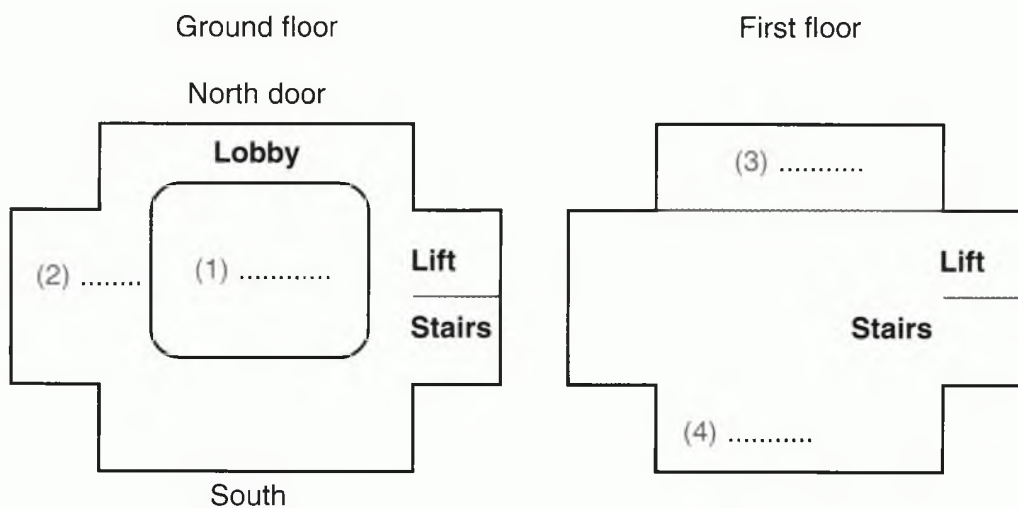 Ground floor
First floor
North door
Lobby
(3) ...........
(2) ........
(1) ............
Lift
Stairs
Lift
Stairs
(4) ...........
South